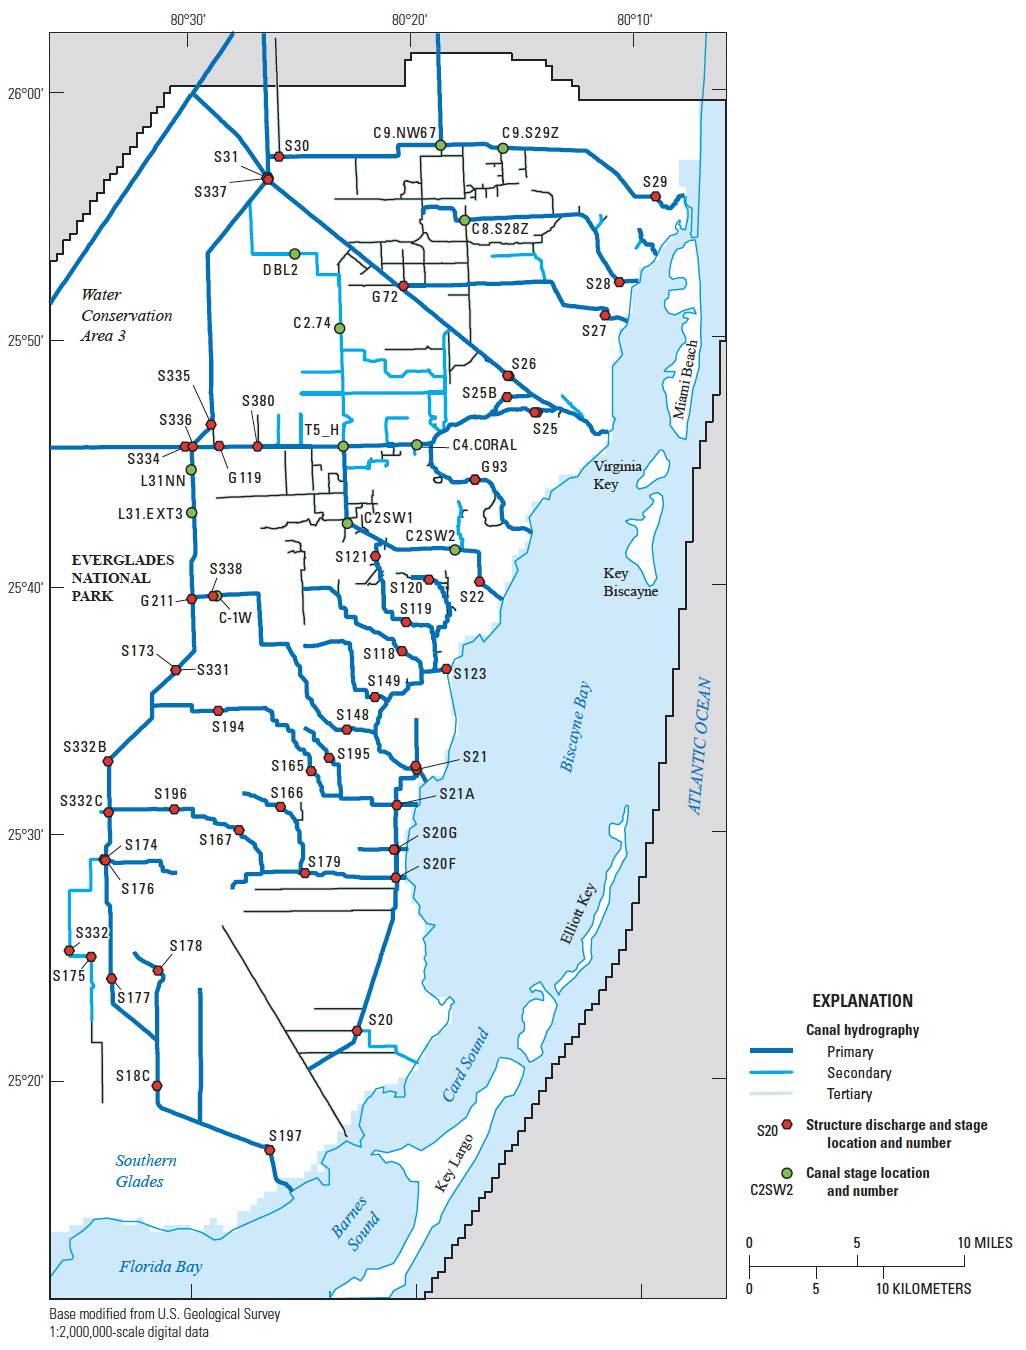 80°30'
80°20'
80°10'
26°00'
C9.NW67
C9.S29Z
S30
S31
S337
S29
C8.S28Z
DBL2
S28
G72
Water
Conservation
Area 3
C2.74
S27
25°50'
Miami Beach
S26
S335
S25B
S380
S336
T5_H
S25
S334
C4.CORAL
G119
L31NN
G93
Virginia
Key
L31.EXT3
C2SW1
C2SW2
EVERGLADES
NATIONAL
PARK
S121
S338
Key
Biscayne
25°40'
S120
G211
S22
C-1W
S119
S173
S118
S331
S123
S149
S194
S148
S332B
S195
S21
S165
Biscayne Bay
ATLANTIC OCEAN
S332C
S196
S166
S21A
S167
S20G
25°30'
S174
S179
S20F
S176
Elliott Key
S332
S178
S175
S177
S20
EXPLANATION
Canal hydrography
Primary
Secondary
Tertiary
S20
Structure discharge and stage
location and number
C2SW2
Canal stage location
and number
Card Sound
25°20'
S18C
S197
Key Largo
Southern
Glades
Barnes
Sound
Florida Bay
0
5
10 MILES
0
5
10 KILOMETERS
Base modified from U.S. Geological Survey
1:2,000,000-scale digital data